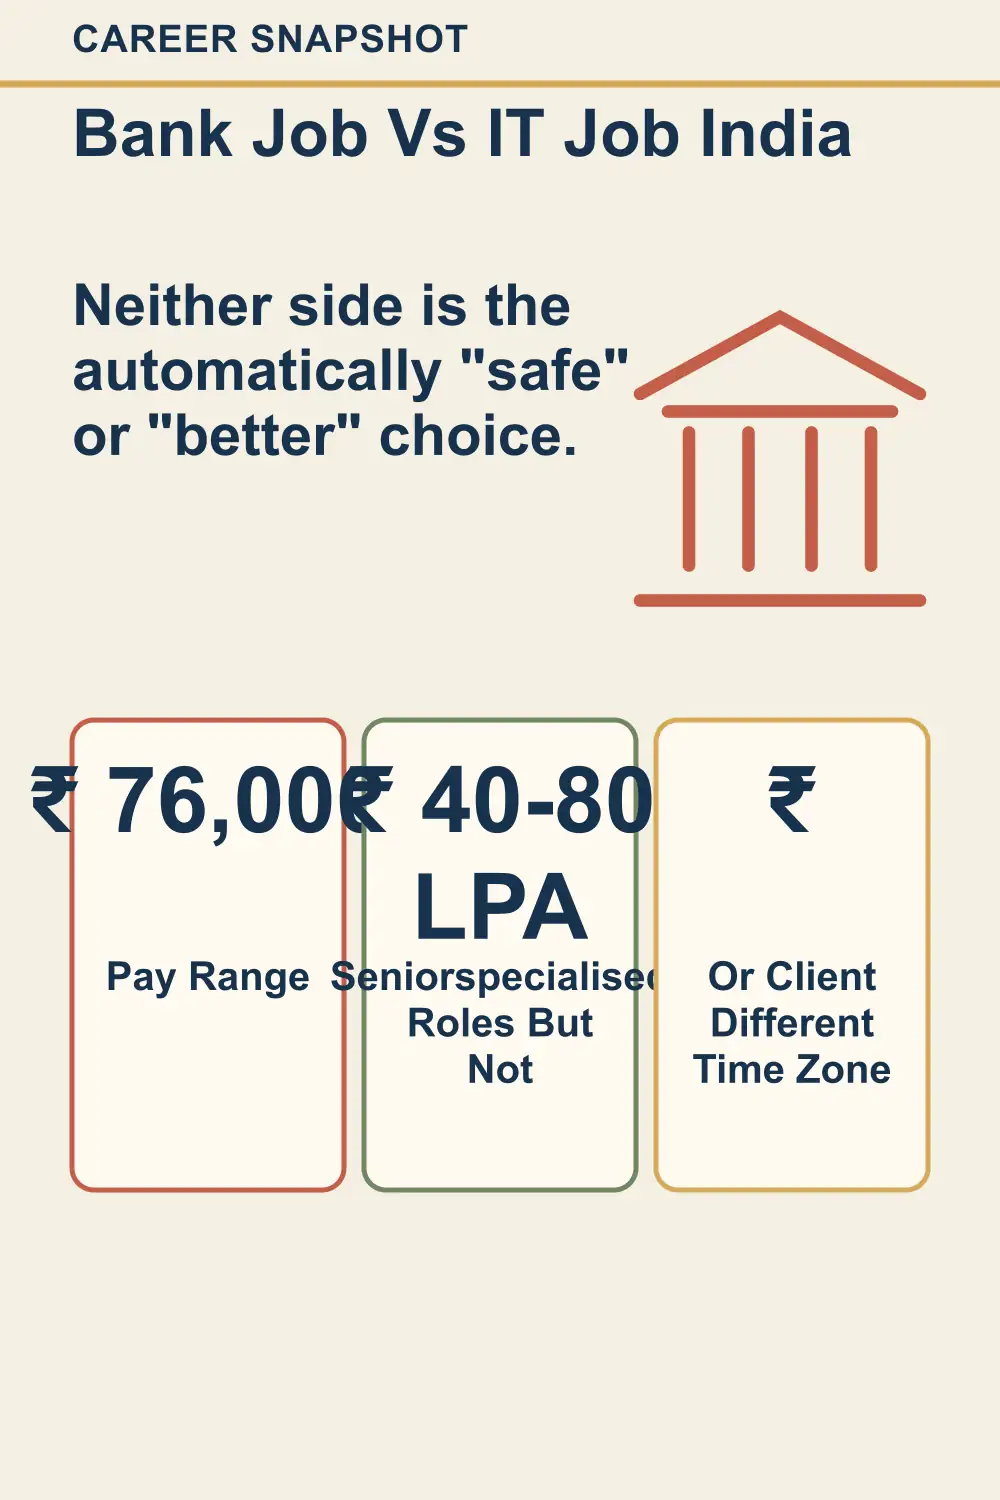 CAREER SNAPSHOT
Bank Job Vs IT Job India
Neither side is the
automatically "safe"
or "better" choice.
₹ 76,000
₹ 40-80
LPA
₹
Pay Range
Seniorspecialised
Roles But
Not
Or Client
Different
Time Zone